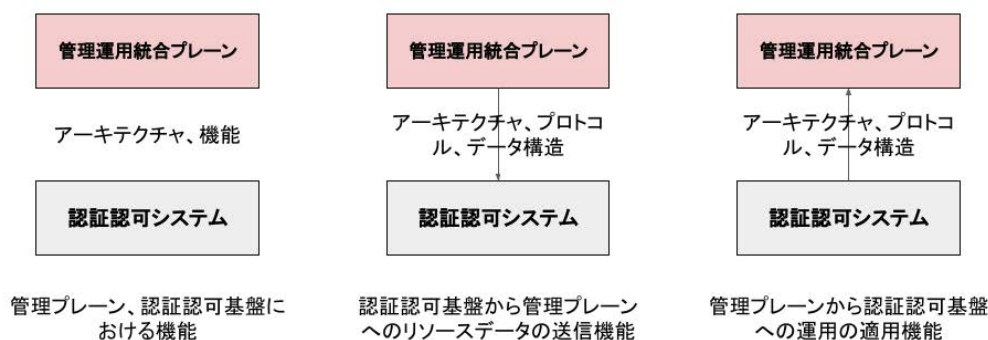 管理運用統合プレーン
アーキテクチャ、機能
認証認可システム
管理プレーン、認証認可基盤に
おける機能
管理運用統合プレーン
アーキテクチャ、プロトコ
ル、データ構造
認証認可システム
認証認可基盤から管理プレーン
へのリソースデータの送信機能
管理運用統合プレーン
アーキテクチャ、プロトコ
ル、データ構造
認証認可システム
管理プレーンから認証認可基盤
への運用の適用機能